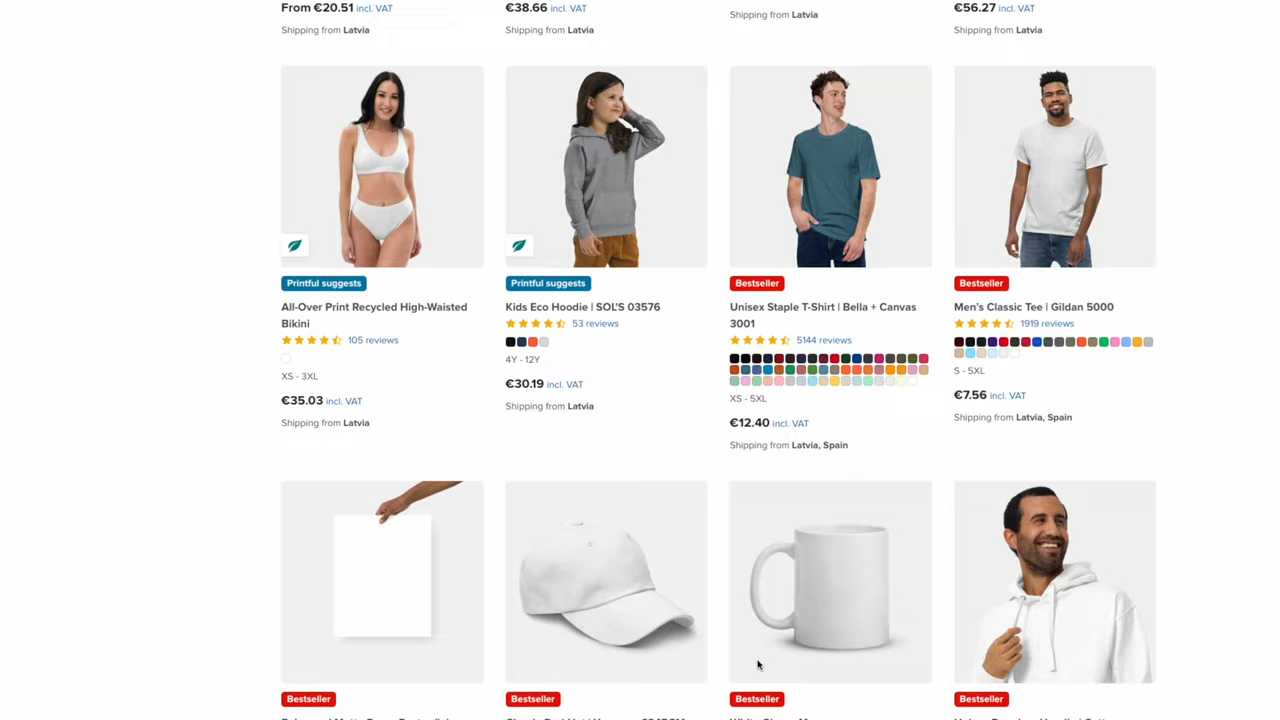 From €20.51 incl. VAT
Shipping from Latvia
€38.66 incl. VAT
Shipping from Latvia
Shipping from Latvia
€56.27 incl. VAT
Shipping from Latvia
Printful suggests
All-Over Print Recycled High-Waisted
Bikini
105 reviews
XS - 3XL
€35.03 incl. VAT
Shipping from Latvia
Printful suggests
Kids Eco Hoodie | SOL'S 03576
53 reviews
4Y - 12Y
€30.19 incl. VAT
Shipping from Latvia
Bestseller
Unisex Staple T-Shirt | Bella + Canvas
3001
5144 reviews
XS - 5XL
€12.40 incl. VAT
Shipping from Latvia, Spain
Bestseller
Men's Classic Tee | Gildan 5000
1919 reviews
S - 5XL
€7.56 incl. VAT
Shipping from Latvia, Spain
Bestseller
Bestseller
Bestseller
Bestseller